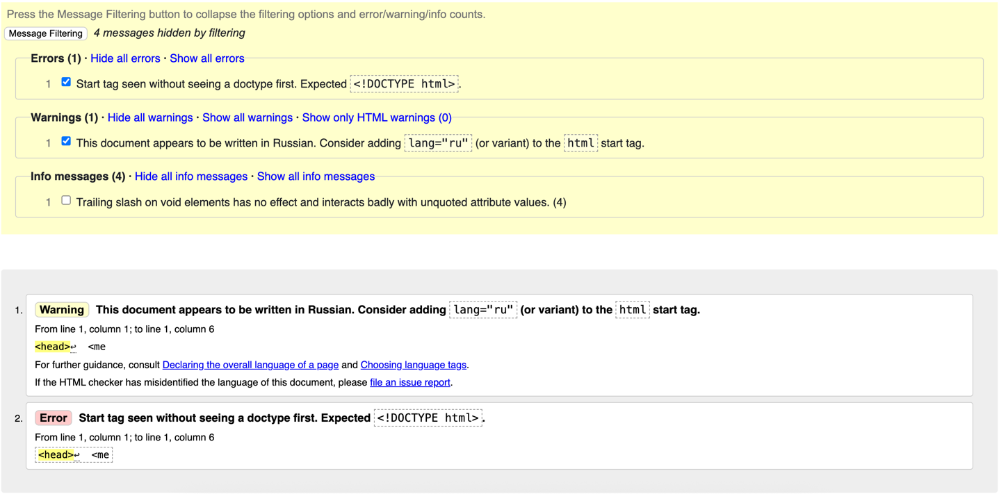 Press the Message Filtering button to collapse the filtering options and error/warning/info counts.
Message Filtering 4 messages hidden by filtering
Errors (1) · Hide all errors · Show all errors
1 Start tag seen without seeing a doctype first. Expected <!DOCTYPE html>.
Warnings (1) · Hide all warnings · Show all warnings · Show only HTML warnings (0)
1 This document appears to be written in Russian. Consider adding lang="ru" (or variant) to the html start tag.
Info messages (4) · Hide all info messages · Show all info messages
1 Trailing slash on void elements has no effect and interacts badly with unquoted attribute values. (4)
1. Warning This document appears to be written in Russian. Consider adding lang="ru" (or variant) to the html start tag.
From line 1, column 1; to line 1, column 6
<head>↩ <me
For further guidance, consult Declaring the overall language of a page and Choosing language tags.
If the HTML checker has misidentified the language of this document, please file an issue report.
2. Error Start tag seen without seeing a doctype first. Expected <!DOCTYPE html>.
From line 1, column 1; to line 1, column 6
<head>↩ <me